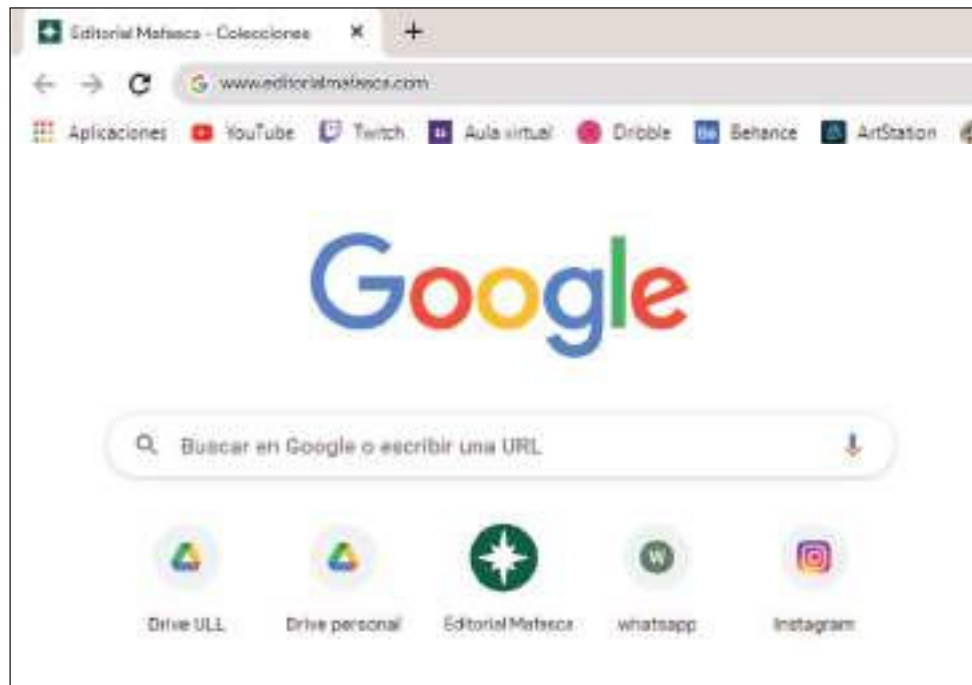 Editorial Mafasca - Colecciones
www.editorialmafasca.com
Aplicaciones YouTube Twitch Aula virtual Dribble Behance ArtStation
Google
Buscar en Google o escribir una URL
Drive ULL Drive personal Editorial Mafasca whatsapp Instagram